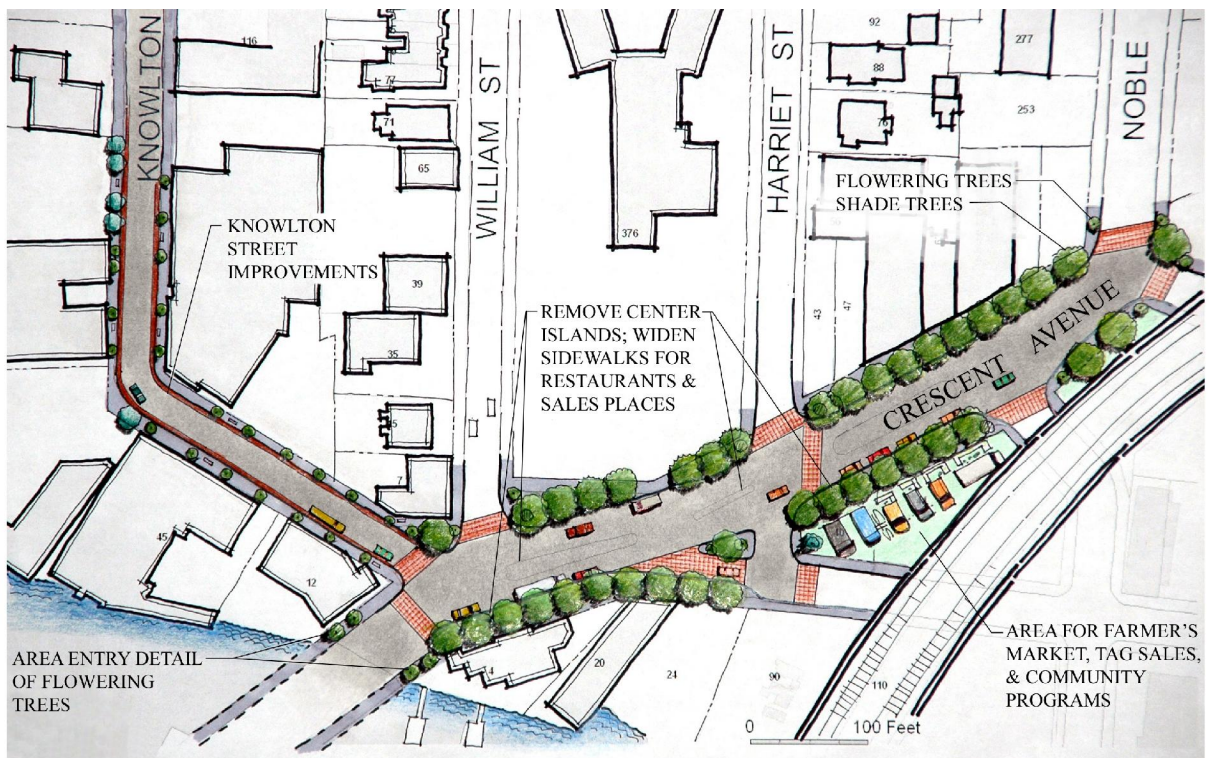 KNOWLTON
116
WILLIAM ST
HARRIET ST
NOBLE
92
88
277
253
77
71
65
76
376
FLOWERING TREES
SHADE TREES
KNOWLTON
STREET
IMPROVEMENTS
39
35
7
43
47
REMOVE CENTER
ISLANDS; WIDEN
SIDEWALKS FOR
RESTAURANTS &
SALES PLACES
CRESCENT AVENUE
45
12
20
24
90
110
AREA ENTRY DETAIL
OF FLOWERING
TREES
AREA FOR FARMER'S
MARKET, TAG SALES,
& COMMUNITY
PROGRAMS
0 100 Feet